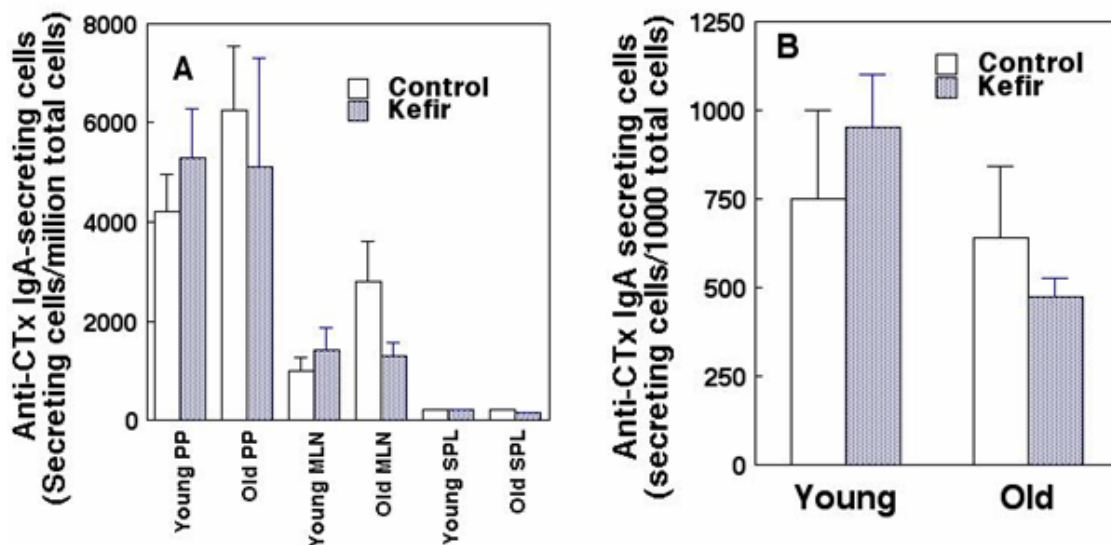 Anti-CTx IgA-secreting cells
(Secreting cells/million total cells)
8000
6000
4000
2000
0
A
Control
Kefir
Young PP
Old PP
Young MLN
Old MLN
Young SPL
Old SPL
Anti-CTx IgA secreting cells
(secreting cells/1000 total cells)
1250
1000
750
500
250
0
B
Control
Kefir
Young
Old